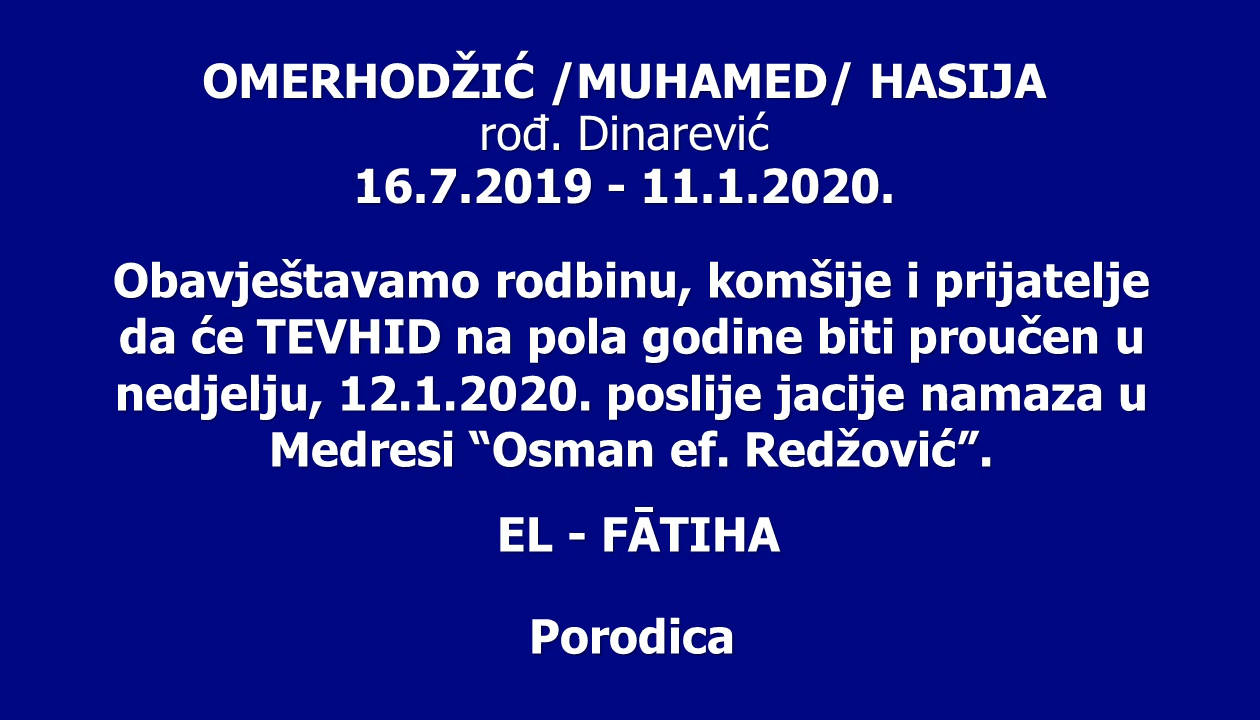 OMERHODŽIĆ /MUHAMED/ HASIJA
rođ. Dinarević
16.7.2019 - 11.1.2020.
Obavještavamo rodbinu, komšije i prijatelje
da će TEVHID na pola godine biti proučen u
nedjelju, 12.1.2020. poslije jacije namaza u
Medresi “Osman ef. Redžović”.
EL - FĀTIHA
Porodica